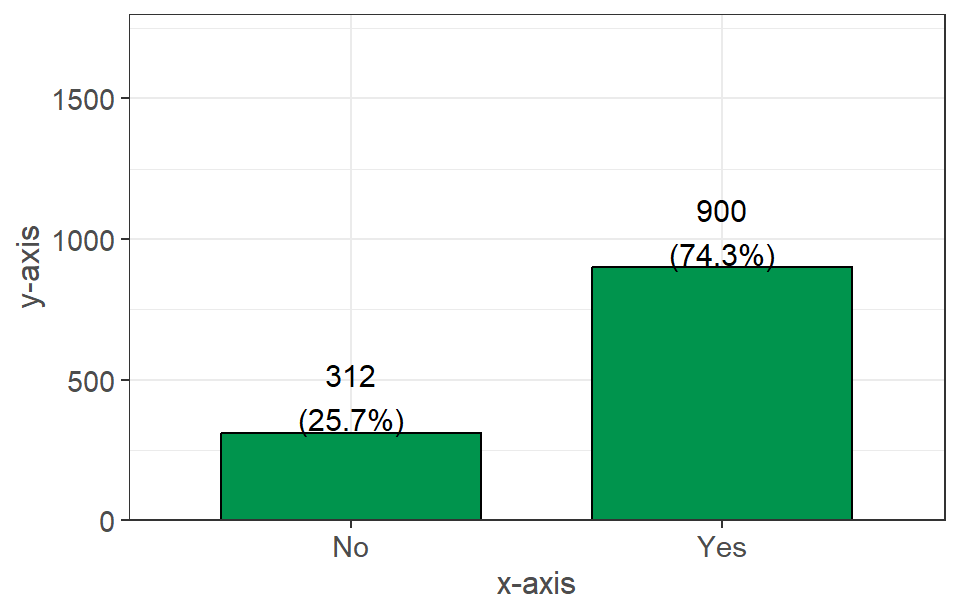 y-axis
1500
1000
500
0
900
(74.3%)
312
(25.7%)
No
Yes
x-axis